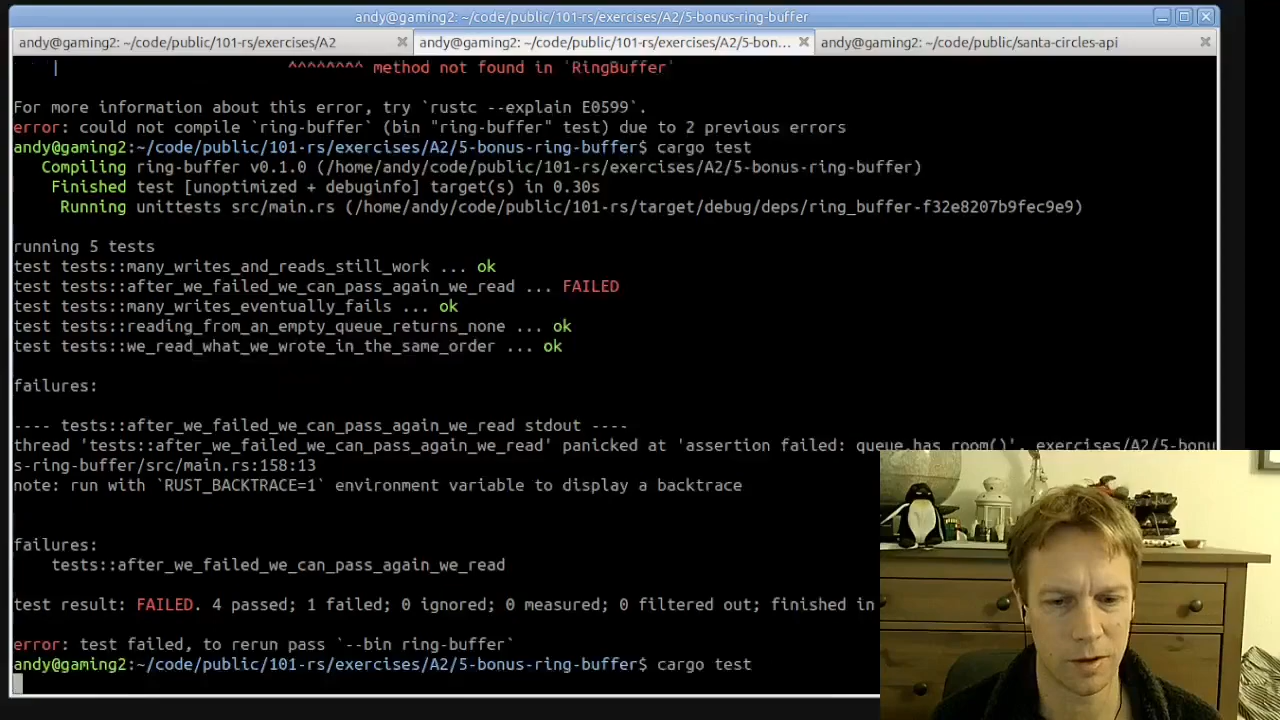 andy@gaming2: ~/code/public/101-rs/exercises/A2/5-bonus-ring-buffer
andy@gaming2: ~/code/public/101-rs/exercises/A2
andy@gaming2: ~/code/public/101-rs/exercises/A2/5-bon...
andy@gaming2: ~/code/public/santa-circles-api
| ^^^^^^^^ method not found in `RingBuffer`
For more information about this error, try `rustc --explain E0599`.
error: could not compile `ring-buffer` (bin "ring-buffer" test) due to 2 previous errors
andy@gaming2:~/code/public/101-rs/exercises/A2/5-bonus-ring-buffer$ cargo test
Compiling ring-buffer v0.1.0 (/home/andy/code/public/101-rs/exercises/A2/5-bonus-ring-buffer)
Finished test [unoptimized + debuginfo] target(s) in 0.30s
Running unittests src/main.rs (/home/andy/code/public/101-rs/target/debug/deps/ring_buffer-f32e8207b9fec9e9)
running 5 tests
test tests::many_writes_and_reads_still_work ... ok
test tests::after_we_failed_we_can_pass_again_we_read ... FAILED
test tests::many_writes_eventually_fails ... ok
test tests::reading_from_an_empty_queue_returns_none ... ok
test tests::we_read_what_we_wrote_in_the_same_order ... ok
failures:
---- tests::after_we_failed_we_can_pass_again_we_read stdout ----
thread 'tests::after_we_failed_we_can_pass_again_we_read' panicked at 'assertion failed: queue.has_room()', exercises/A2/5-bonu
s-ring-buffer/src/main.rs:158:13
note: run with `RUST_BACKTRACE=1` environment variable to display a backtrace
failures:
tests::after_we_failed_we_can_pass_again_we_read
test result: FAILED. 4 passed; 1 failed; 0 ignored; 0 measured; 0 filtered out; finished in
error: test failed, to rerun pass `--bin ring-buffer`
andy@gaming2:~/code/public/101-rs/exercises/A2/5-bonus-ring-buffer$ cargo test